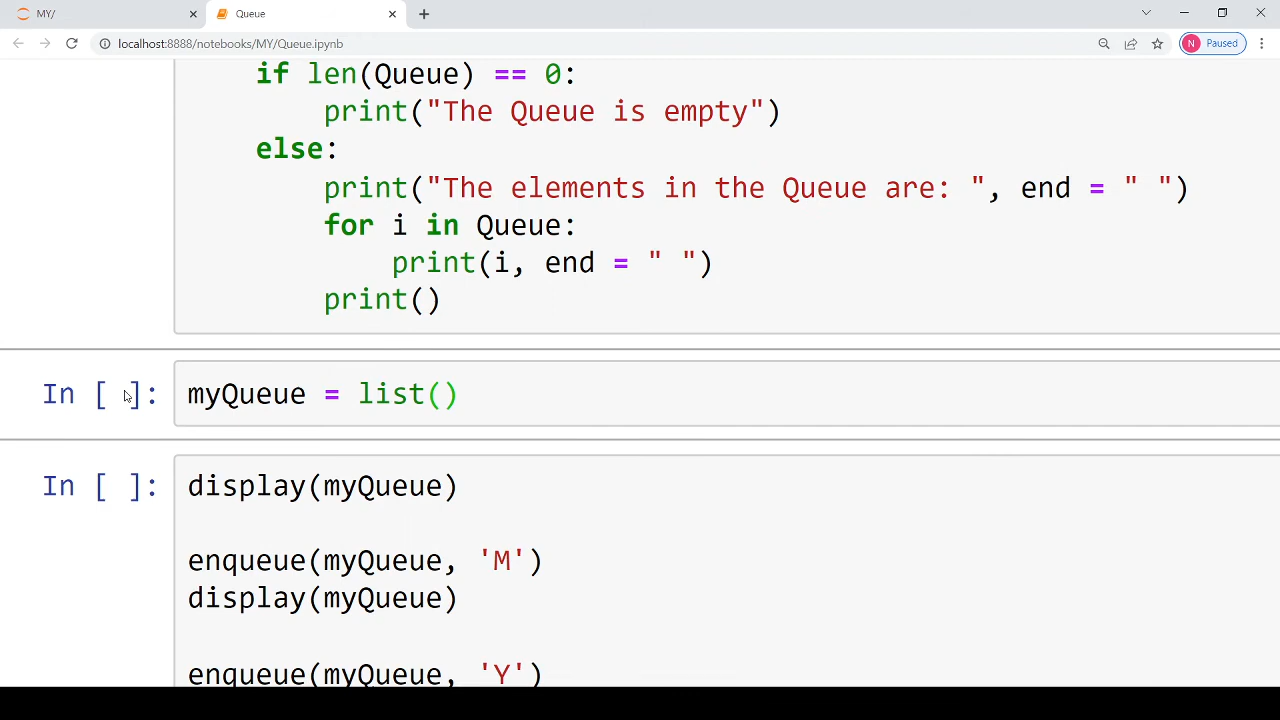 MY/
Queue
localhost:8888/notebooks/MY/Queue.ipynb
N Paused
if len(Queue) == 0:
print("The Queue is empty")
else:
print("The elements in the Queue are: ", end = " ")
for i in Queue:
print(i, end = " ")
print()
In [ ]: myQueue = list()
In [ ]: display(myQueue)
enqueue(myQueue, 'M')
display(myQueue)
enqueue(myQueue, 'Y')